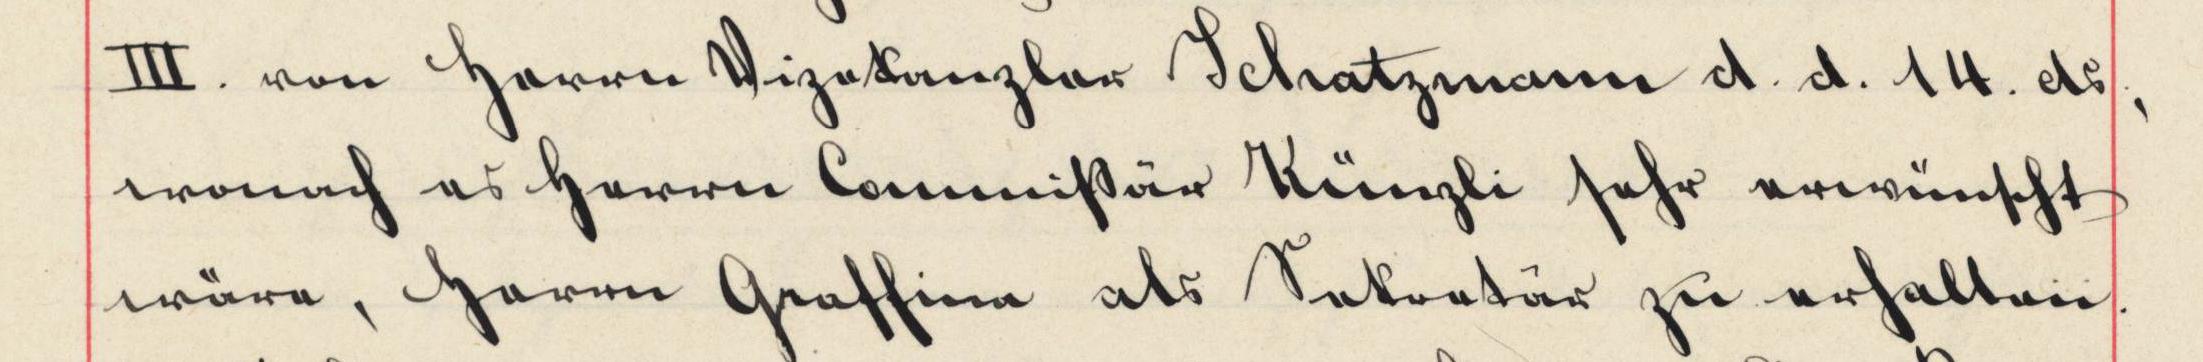 III. von Herrn Vizekanzler Schatzmann d. d. 14. ds.,
wonach es Herrn Commißär Künzli sehr erwünscht
wäre, Herrn Graffina als Sekretär zu erhalten.